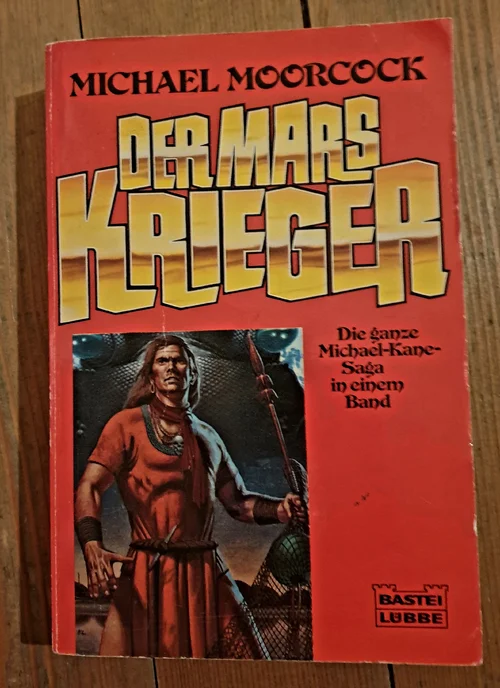 MICHAEL MOORCOCK
DER MARS
KRIEGER
Die ganze
Michael-Kane-
Saga
in einem
Band
BASTEI
LÜBBE